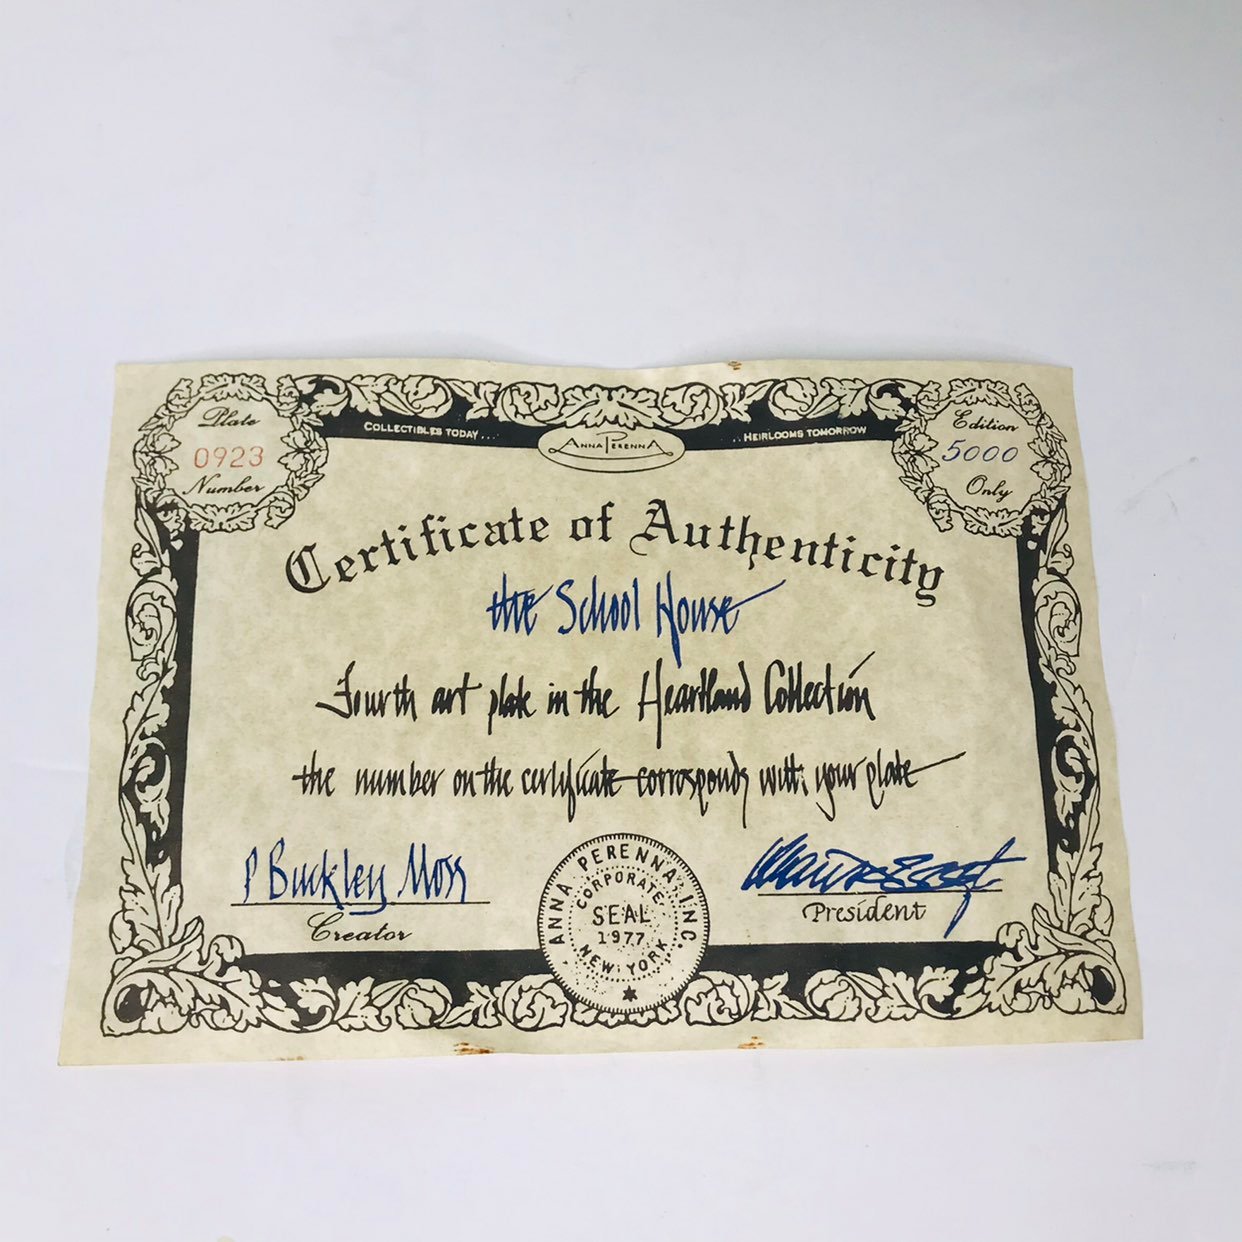 Plate
0923
Number
COLLECTIBLES TODAY...
ANNA PERENNA
..HEIRLOOMS TOMORROW
Edition
5000
Only
Certificate of Authenticity
the School House
Fourth art plate in the Heartland Collection
the number on the certificate corrosponds with your plate
P Buckley Moss
Creator
ANNA PERENNA, INC.
CORPORATE
SEAL
1977
NEW YORK
President